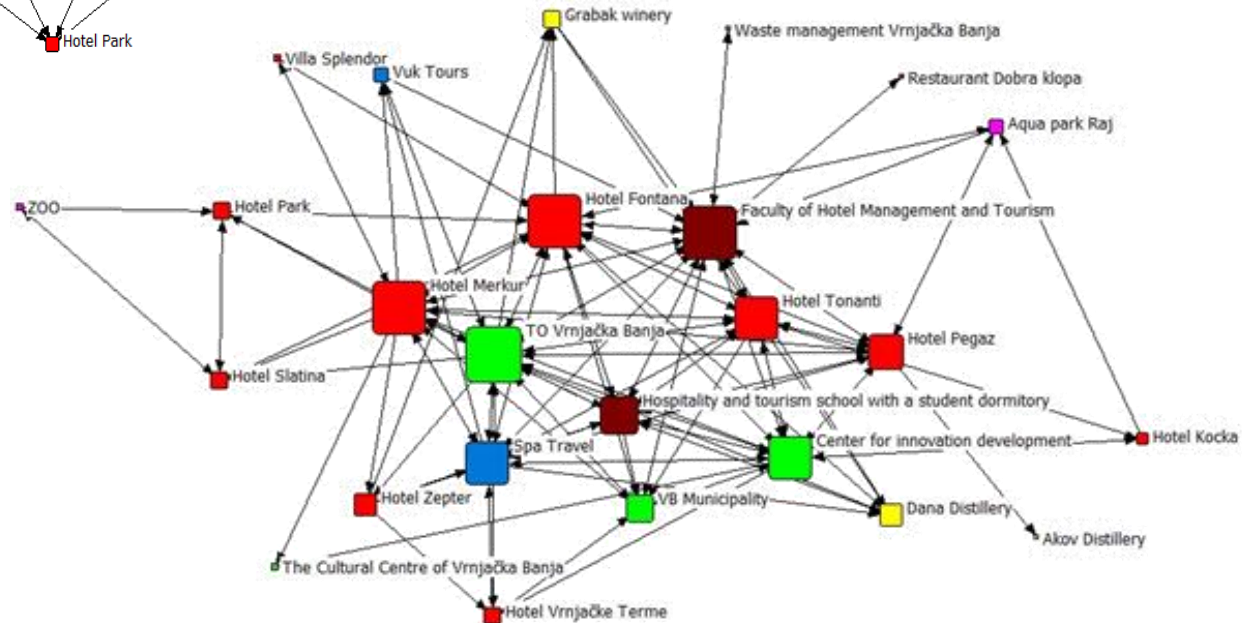 Grabak winery
Waste management Vrnjačka Banja
Hotel Park
Villa Splendor
Vuk Tours
Restaurant Dobra klopa
Aqua park Raj
Hotel Fontana
ZOO
Hotel Park
Faculty of Hotel Management and Tourism
Hotel Merkur
Hotel Tonanti
TO Vrnjačka Banja
Hotel Pegaz
Hotel Slatina
Hospitality and tourism school with a student dormitory
Spa Travel
Center for innovation development
Hotel Kocka
Hotel Zepter
VB Municipality
Dana Distillery
Akov Distillery
The Cultural Centre of Vrnjačka Banja
Hotel Vrnjačke Terme